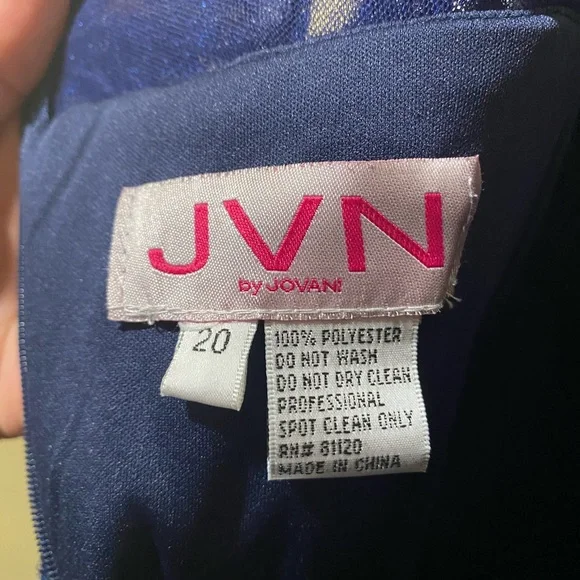 JVN
by JOVANI
20
100% POLYESTER
DO NOT WASH
DO NOT DRY CLEAN
PROFESSIONAL
SPOT CLEAN ONLY
RN# 81120
MADE IN CHINA